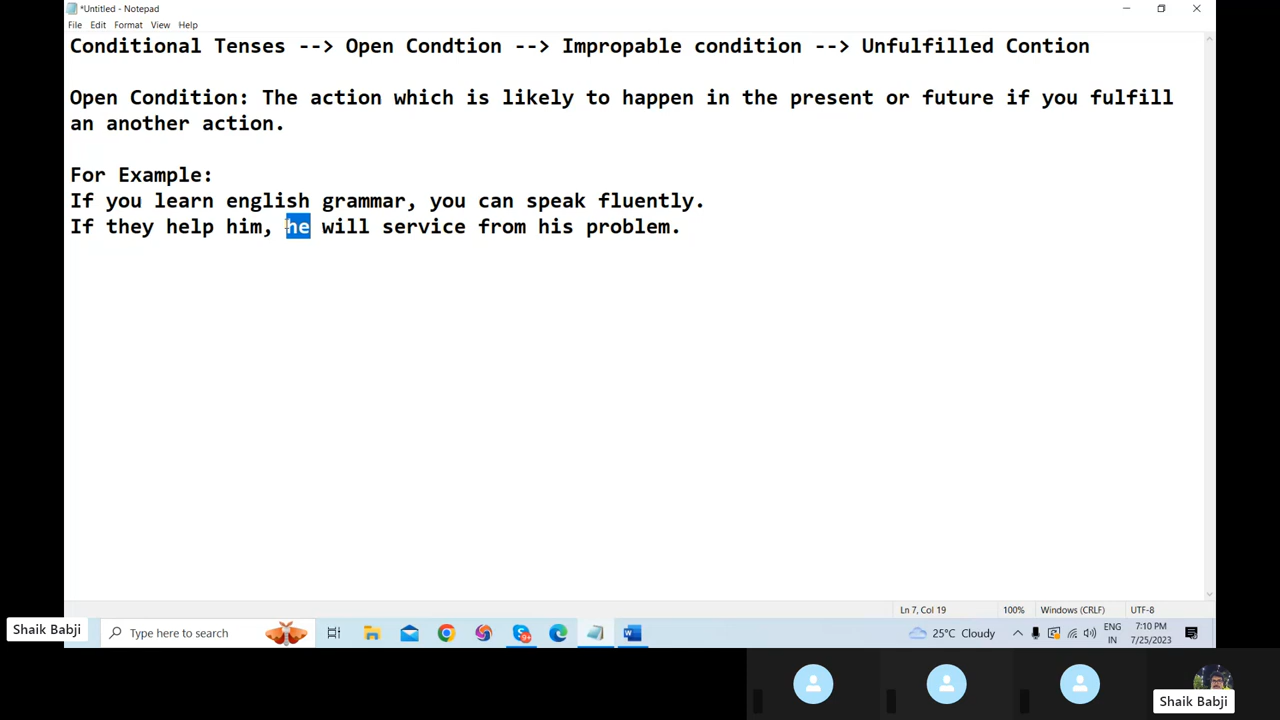 *Untitled - Notepad
File Edit Format View Help
Conditional Tenses --> Open Condtion --> Impropable condition --> Unfulfilled Contion
Open Condition: The action which is likely to happen in the present or future if you fulfill
an another action.
For Example:
If you learn english grammar, you can speak fluently.
If they help him, he will service from his problem.
Ln 7, Col 19 100% Windows (CRLF) UTF-8
Shaik Babji
Type here to search
9+
25°C Cloudy
ENG
IN
7:10 PM
7/25/2023
Shaik Babji